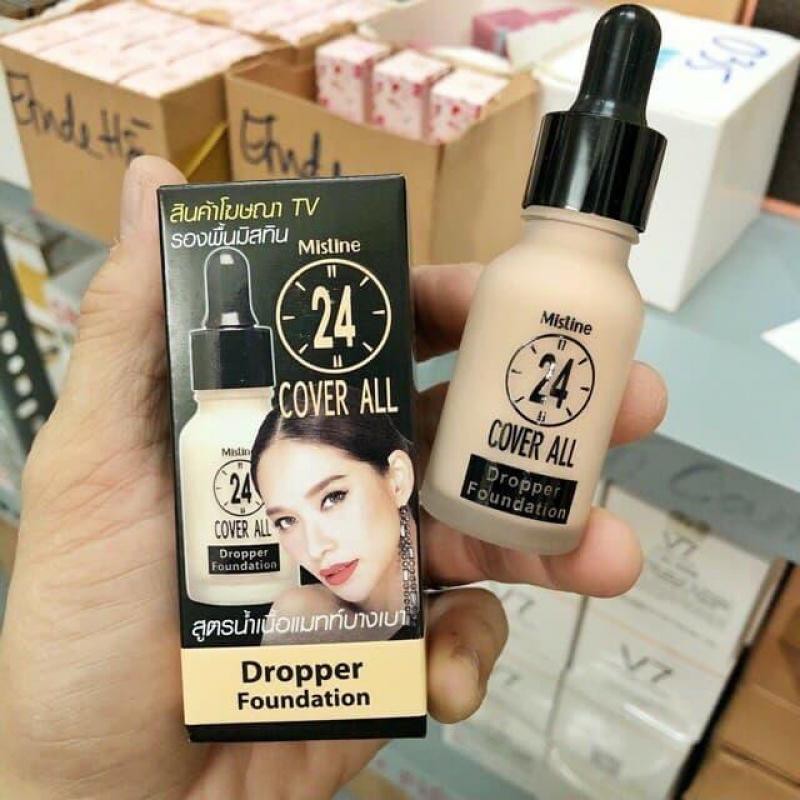 สินค้าโฆษณา TV
รองพื้นมิสทิน
Mistine
24
COVER ALL
Mistine
24
COVER ALL
Dropper
Foundation
สูตรน้ำเนื้อแมทท์บางเบา
Dropper
Foundation
Mistine
24
COVER ALL
Dropper
Foundation
V7
V7